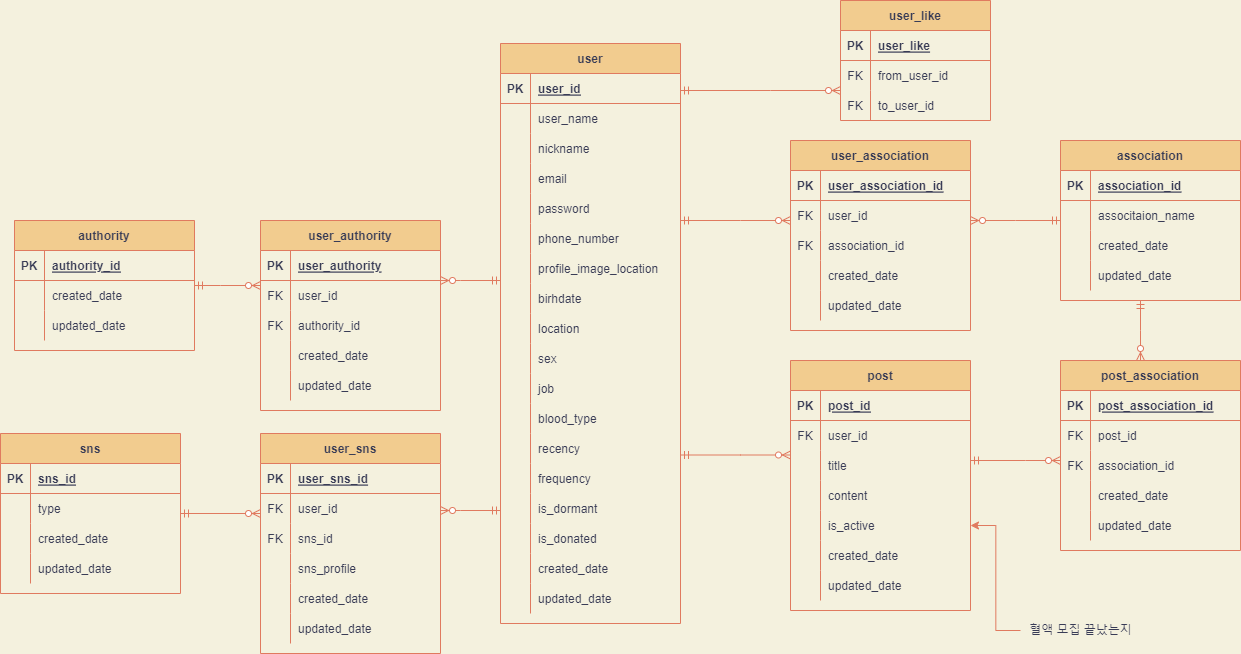 user_like
PK user_like
FK from_user_id
FK to_user_id
user
PK user_id
user_name
nickname
email
password
phone_number
profile_image_location
birhdate
location
sex
job
blood_type
recency
frequency
is_dormant
is_donated
created_date
updated_date
user_association
PK user_association_id
FK user_id
FK association_id
created_date
updated_date
association
PK association_id
associtaion_name
created_date
updated_date
authority
PK authority_id
created_date
updated_date
user_authority
PK user_authority
FK user_id
FK authority_id
created_date
updated_date
post
PK post_id
FK user_id
title
content
is_active
created_date
updated_date
post_association
PK post_association_id
FK post_id
FK association_id
created_date
updated_date
sns
PK sns_id
type
created_date
updated_date
user_sns
PK user_sns_id
FK user_id
FK sns_id
sns_profile
created_date
updated_date
혈액 모집 끝났는지